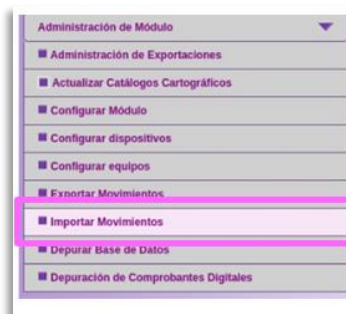 Administración de Módulo
Administración de Exportaciones
Actualizar Catálogos Cartográficos
Configurar Módulo
Configurar dispositivos
Configurar equipos
Exportar Movimientos
Importar Movimientos
Depurar Base de Datos
Depuración de Comprobantes Digitales